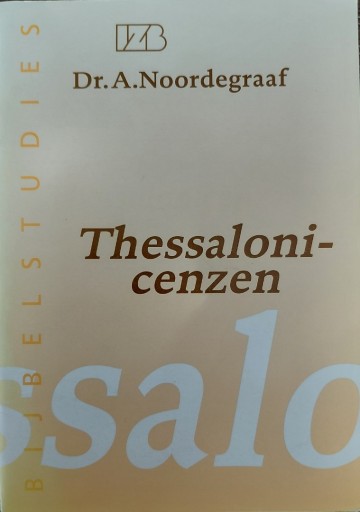 IZB
Dr. A. Noordegraaf
BIJBELSTUDIES
Thessaloni-
cenzen
ssalo